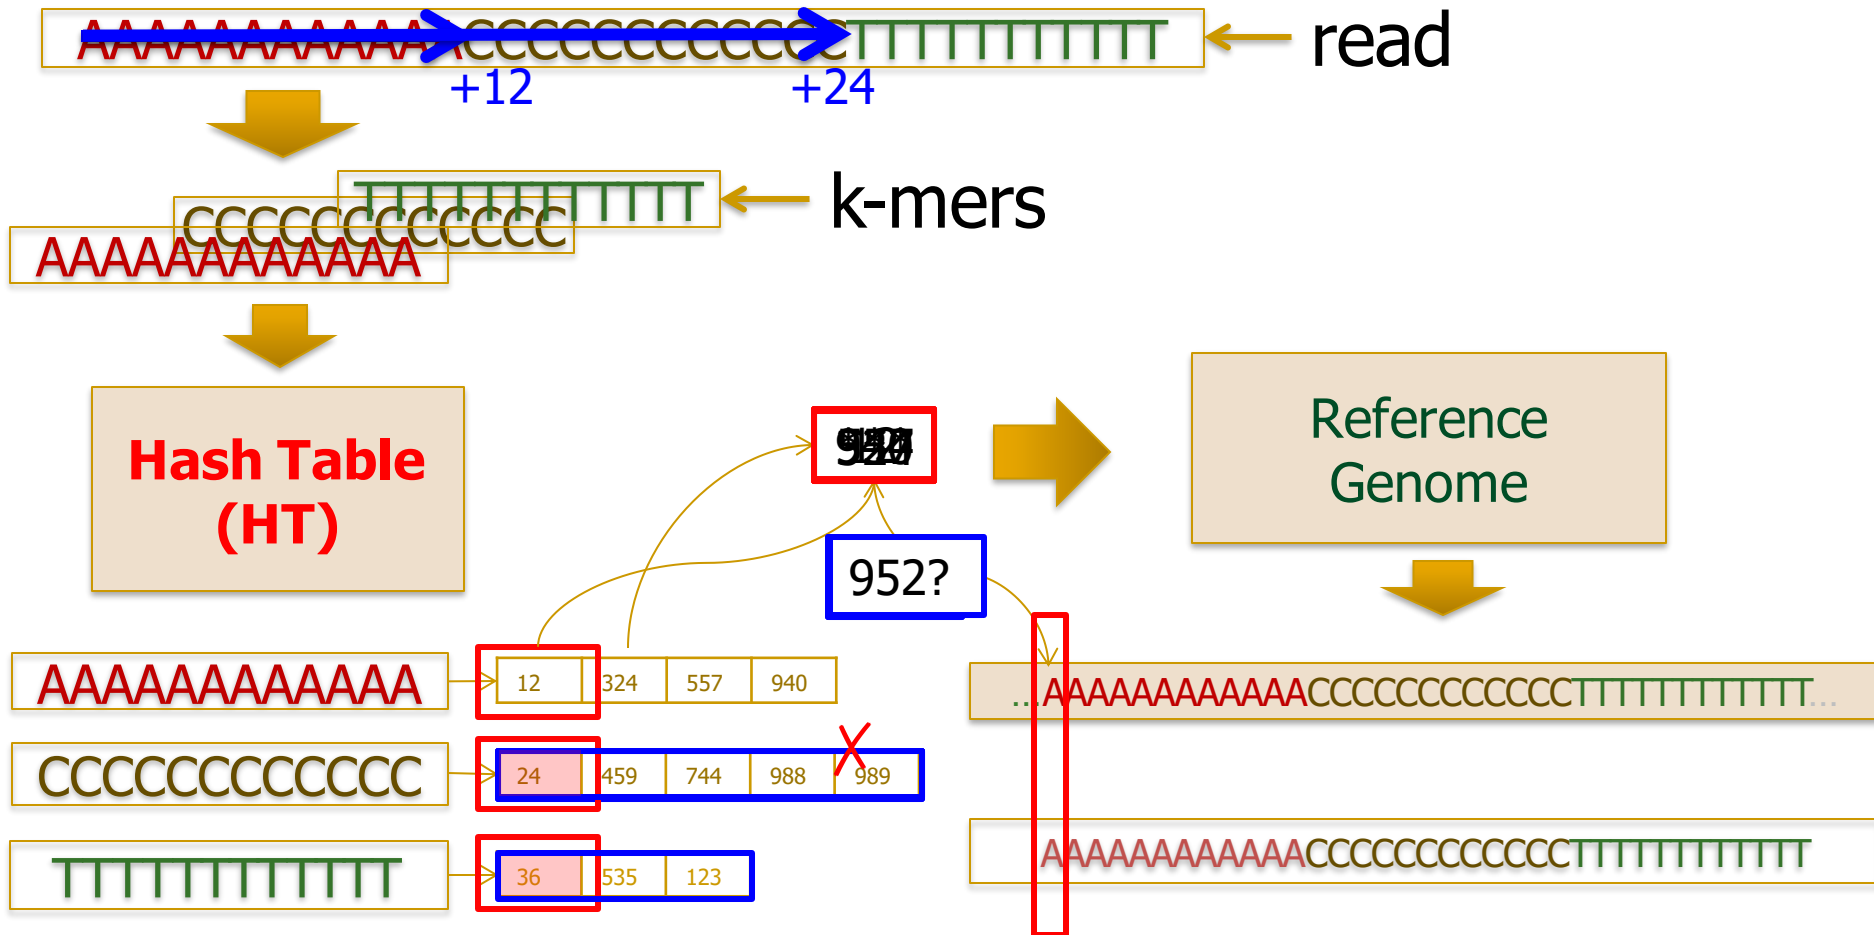 AAAAAAAAAAAACCCCCCCCCCCCTTTTTTTTTTT
read
+12
+24
TTTTTTTTTTTT
k-mers
CCCCCCCCCCCC
AAAAAAAAAAAA
Hash Table
(HT)
Reference
Genome
952?
AAAAAAAAAAAA
12 324 557 940
...AAAAAAAAAAAACCCCCCCCCCCCTTTTTTTTTTTT...
CCCCCCCCCCCC
24 459 744 988 989
TTTTTTTTTTTT
36 535 123
AAAAAAAAAAAACCCCCCCCCCCCTTTTTTTTTTTT